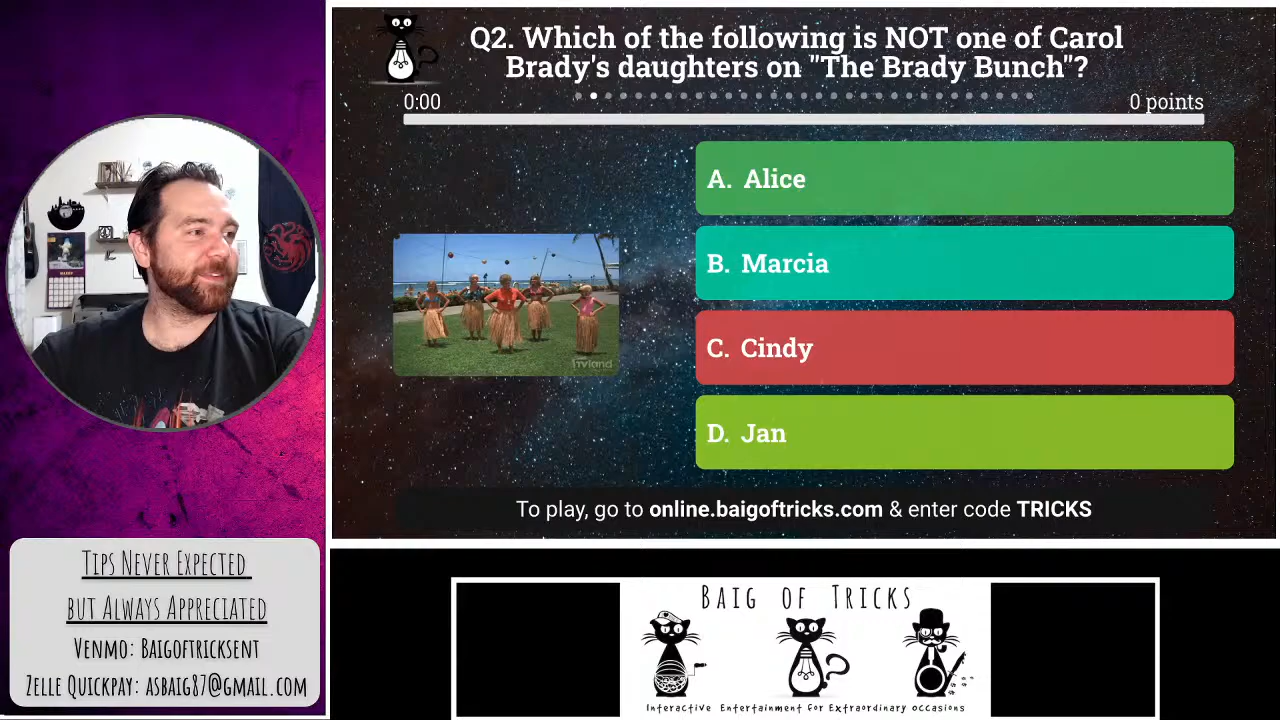 Q2. Which of the following is NOT one of Carol
Brady's daughters on "The Brady Bunch"?
0:00
0 points
A. Alice
B. Marcia
C. Cindy
D. Jan
tvland
To play, go to online.baigoftricks.com & enter code TRICKS
Tips Never Expected
but Always Appreciated
Venmo: Baigoftricksent
Zelle Quickpay: asbaig87@gmail.com
Baig of Tricks
Interactive Entertainment for Extraordinary Occasions